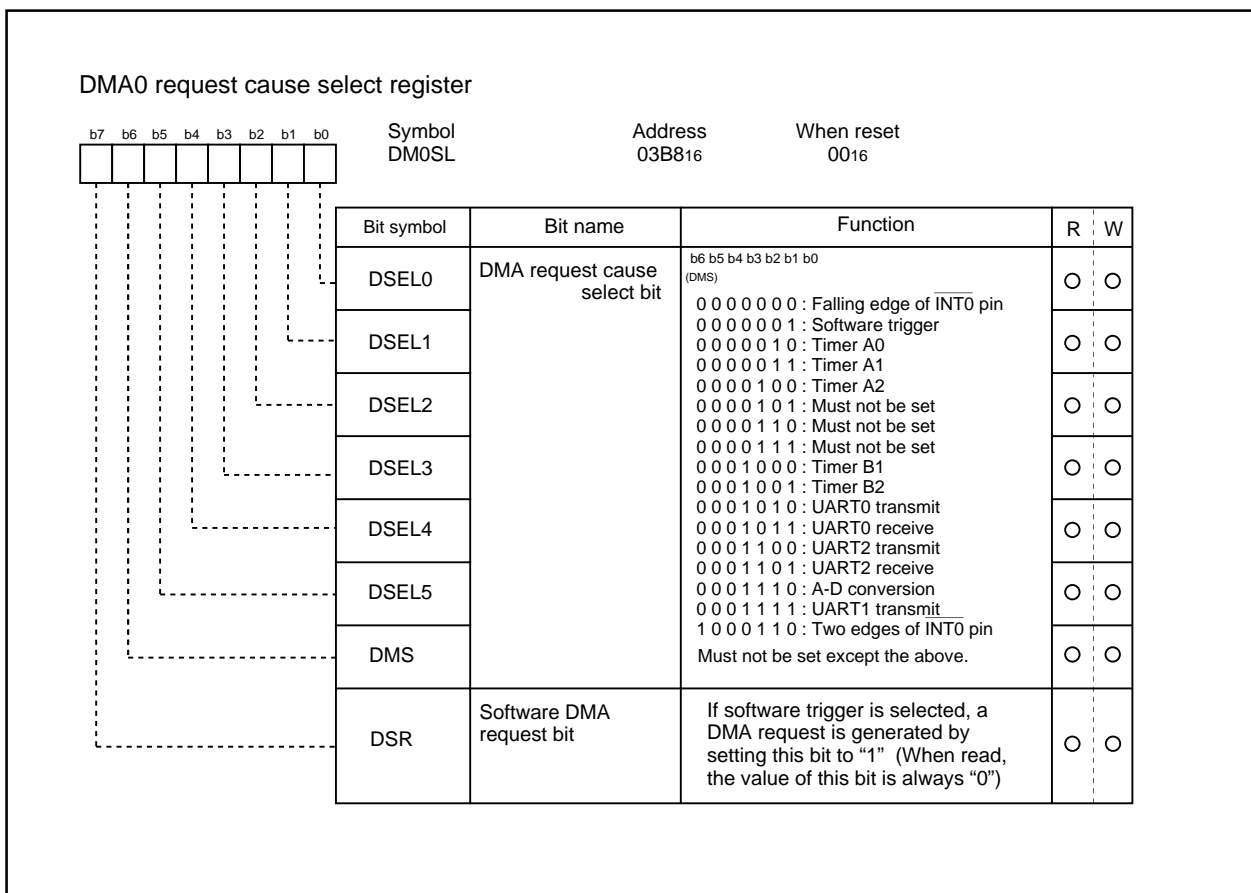 DMA0 request cause select register
b7 b6 b5 b4 b3 b2 b1 b0
Symbol Address When reset
DM0SL 03B816 0016
Bit symbol Bit name Function R W
DSEL0
DSEL1
DSEL2
DSEL3
DSEL4
DSEL5
DMS
DMA request cause
select bit
b6 b5 b4 b3 b2 b1 b0
(DMS)
0 0 0 0 0 0 0 : Falling edge of INT0 pin
0 0 0 0 0 0 1 : Software trigger
0 0 0 0 0 1 0 : Timer A0
0 0 0 0 0 1 1 : Timer A1
0 0 0 0 1 0 0 : Timer A2
0 0 0 0 1 0 1 : Must not be set
0 0 0 0 1 1 0 : Must not be set
0 0 0 0 1 1 1 : Must not be set
0 0 0 1 0 0 0 : Timer B1
0 0 0 1 0 0 1 : Timer B2
0 0 0 1 0 1 0 : UART0 transmit
0 0 0 1 0 1 1 : UART0 receive
0 0 0 1 1 0 0 : UART2 transmit
0 0 0 1 1 0 1 : UART2 receive
0 0 0 1 1 1 0 : A-D conversion
0 0 0 1 1 1 1 : UART1 transmit
1 0 0 0 1 1 0 : Two edges of INT0 pin
Must not be set except the above.
DSR
Software DMA
request bit
If software trigger is selected, a
DMA request is generated by
setting this bit to “1” (When read,
the value of this bit is always “0”)